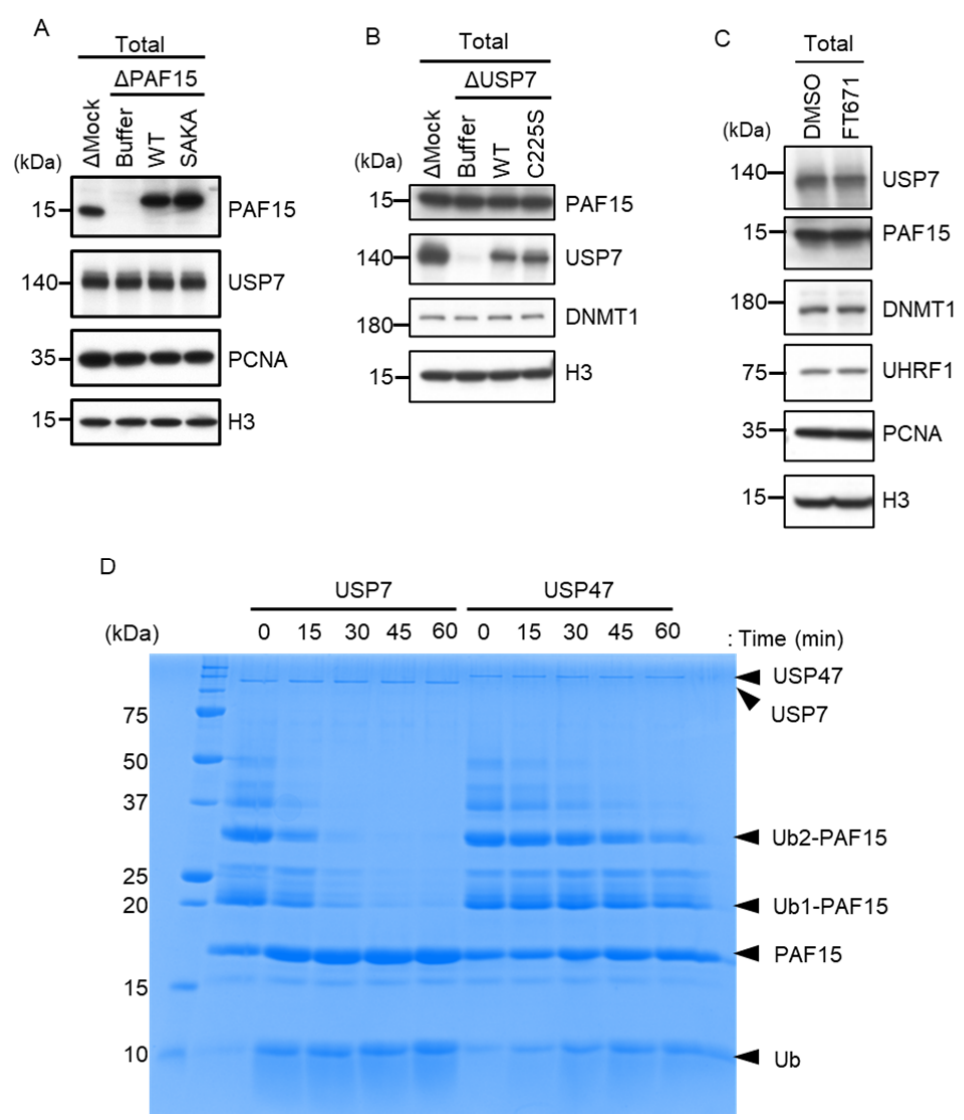 A
Total
ΔPAF15
ΔMock
Buffer
WT
SAKA
(kDa)
15
PAF15
140
USP7
35
PCNA
15
H3
B
Total
ΔUSP7
ΔMock
Buffer
WT
C225S
(kDa)
15
PAF15
140
USP7
180
DNMT1
15
H3
C
Total
DMSO
FT671
(kDa)
140
USP7
15
PAF15
180
DNMT1
75
UHRF1
35
PCNA
15
H3
D
USP7 USP47
(kDa) 0 15 30 45 60 0 15 30 45 60 : Time (min)
USP47
USP7
75
50
37
Ub2-PAF15
25
20
Ub1-PAF15
PAF15
15
10
Ub